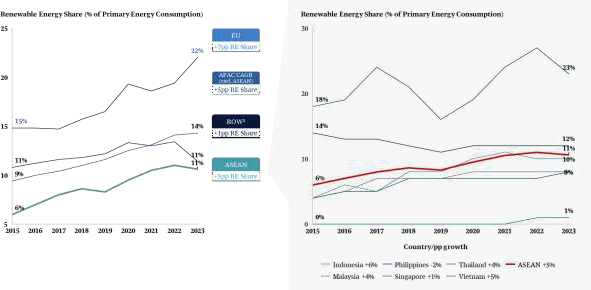 Renewable Energy Share (% of Primary Energy Consumption)
25
20
15
10
5
15%
11%
9%
6%
22%
14%
11%
11%
2015 2016 2017 2018 2019 2020 2021 2022 2023
EU
+7pp RE Share
APAC CAGR
(excl. ASEAN)
+5pp RE Share
ROW³
+1pp RE Share
ASEAN
+5pp RE Share
Renewable Energy Share (% of Primary Energy Consumption)
30
20
10
0
18%
14%
6%
0%
23%
12%
11%
10%
8%
1%
2015 2016 2017 2018 2019 2020 2021 2022 2023
Country/pp growth
Indonesia +6% Philippines -2% Thailand +4% ASEAN +5%
Malaysia +4% Singapore +1% Vietnam +5%